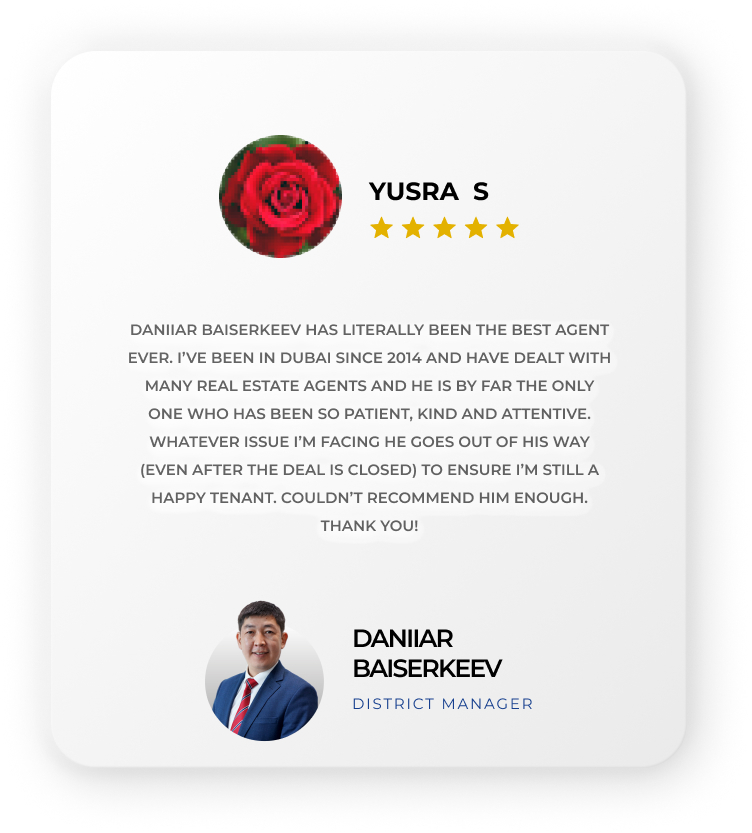 YUSRA S
DANIIAR BAISERKEEV HAS LITERALLY BEEN THE BEST AGENT
EVER. I'VE BEEN IN DUBAI SINCE 2014 AND HAVE DEALT WITH
MANY REAL ESTATE AGENTS AND HE IS BY FAR THE ONLY
ONE WHO HAS BEEN SO PATIENT, KIND AND ATTENTIVE.
WHATEVER ISSUE I'M FACING HE GOES OUT OF HIS WAY
(EVEN AFTER THE DEAL IS CLOSED) TO ENSURE I'M STILL A
HAPPY TENANT. COULDN'T RECOMMEND HIM ENOUGH.
THANK YOU!
DANIIAR
BAISERKEEV
DISTRICT MANAGER